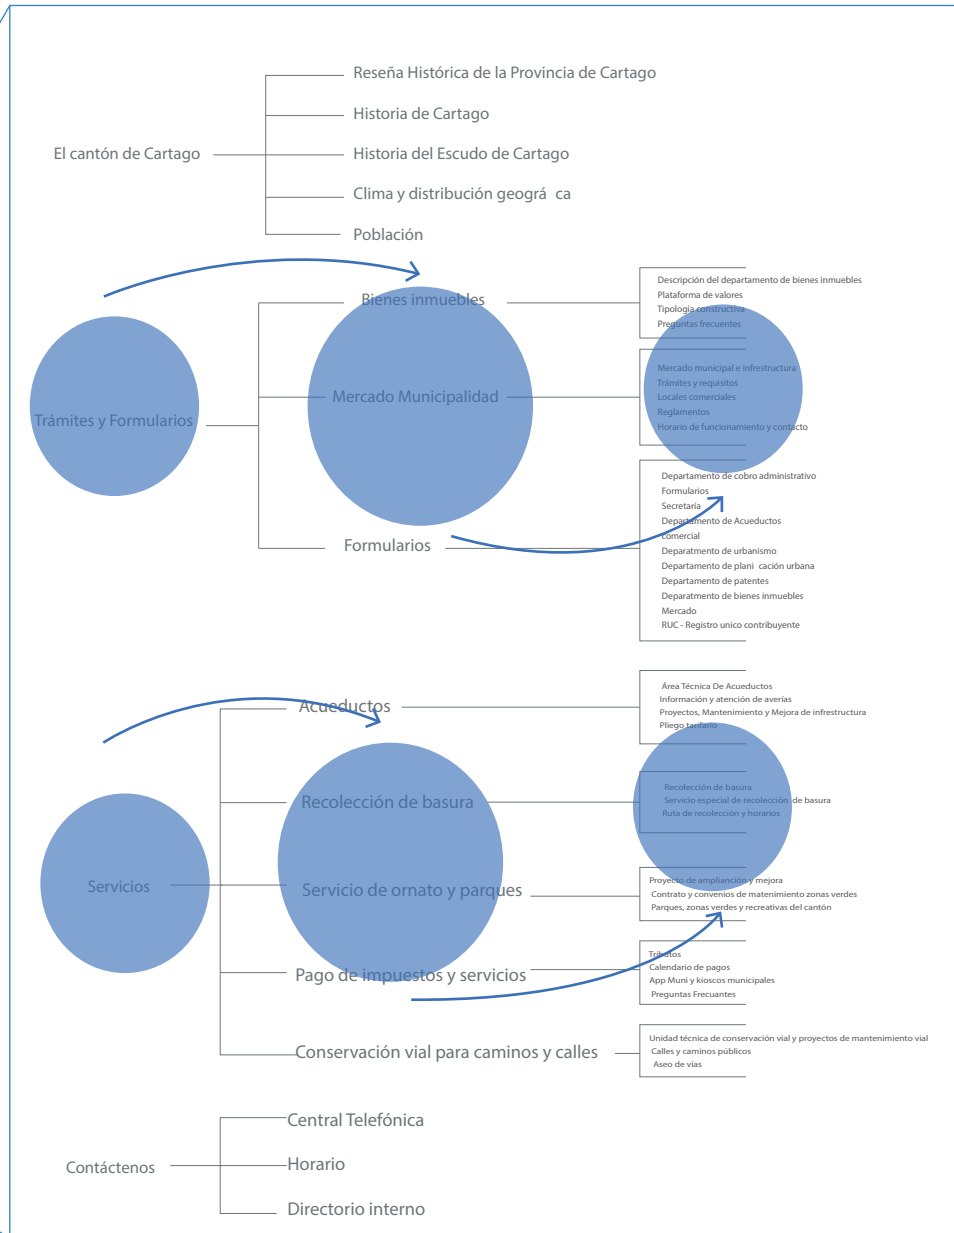 Reseña Histórica de la Provincia de Cartago
Historia de Cartago
El cantón de Cartago
Historia del Escudo de Cartago
Clima y distribución geográ ca
Población
Trámites y Formularios
Bienes inmuebles
Descripción del departamento de bienes inmuebles
Plataforma de valores
Tipología constructiva
Preguntas frecuentes
Mercado Municipalidad
Mercado municipal e infrestructura
Trámites y requisitos
Locales comerciales
Reglamentos
Horario de funcionamiento y contacto
Formularios
Departamento de cobro administrativo
Formularios
Secretaría
Departamento de Acueductos
comercial
Deparatmento de urbanismo
Departamento de plani cación urbana
Departamento de patentes
Deparatmento de bienes inmuebles
Mercado
RUC - Registro unico contribuyente
Servicios
Acueductos
Área Técnica De Acueductos
Información y atención de averías
Proyectos, Mantenimiento y Mejora de infrestructura
Pliego tarifario
Recolección de basura
Recolección de basura
Servicio especial de recolección de basura
Ruta de recolección y horarios
Servicio de ornato y parques
Proyecto de ampliancíón y mejora
Contrato y convenios de matenimiento zonas verdes
Parques, zonas verdes y recreativas del cantón
Pago de impuestos y servicios
Tributos
Calendario de pagos
App Muni y kioscos municipales
Preguntas Frecuantes
Conservación vial para caminos y calles
Unidad técnica de conservación vial y proyectos de mantenimiento vial
Calles y caminos públicos
Aseo de vías
Contáctenos
Central Telefónica
Horario
Directorio interno